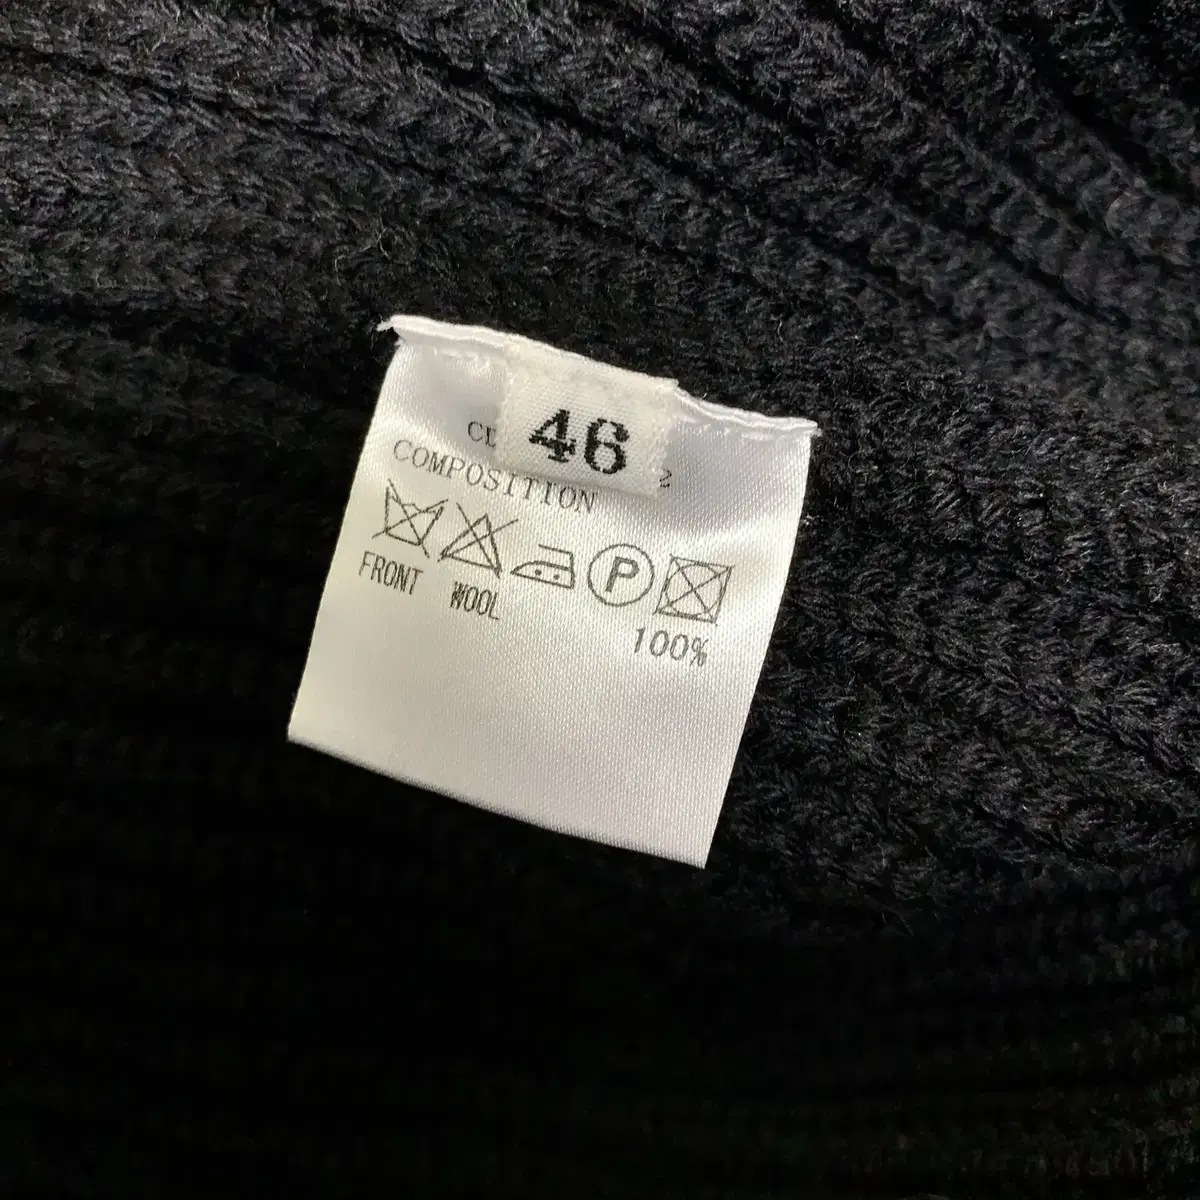 46
COMPOSITION
P
FRONT WOOL
100%